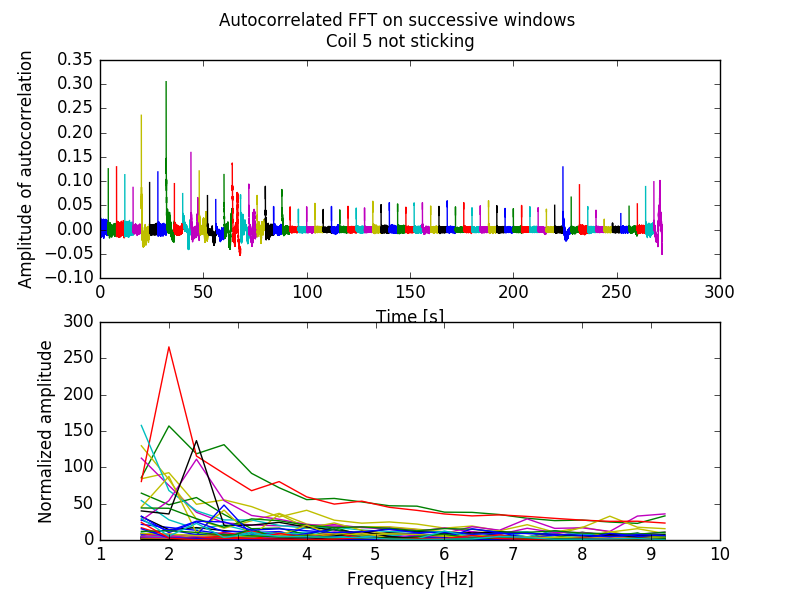 Autocorrelated FFT on successive windows
Coil 5 not sticking
0.35
0.30
0.25
0.20
0.15
0.10
0.05
0.00
−0.05
−0.10
Amplitude of autocorrelation
0 50 100 150 200 250 300
Time [s]
300
250
200
150
100
50
0
Normalized amplitude
1 2 3 4 5 6 7 8 9 10
Frequency [Hz]